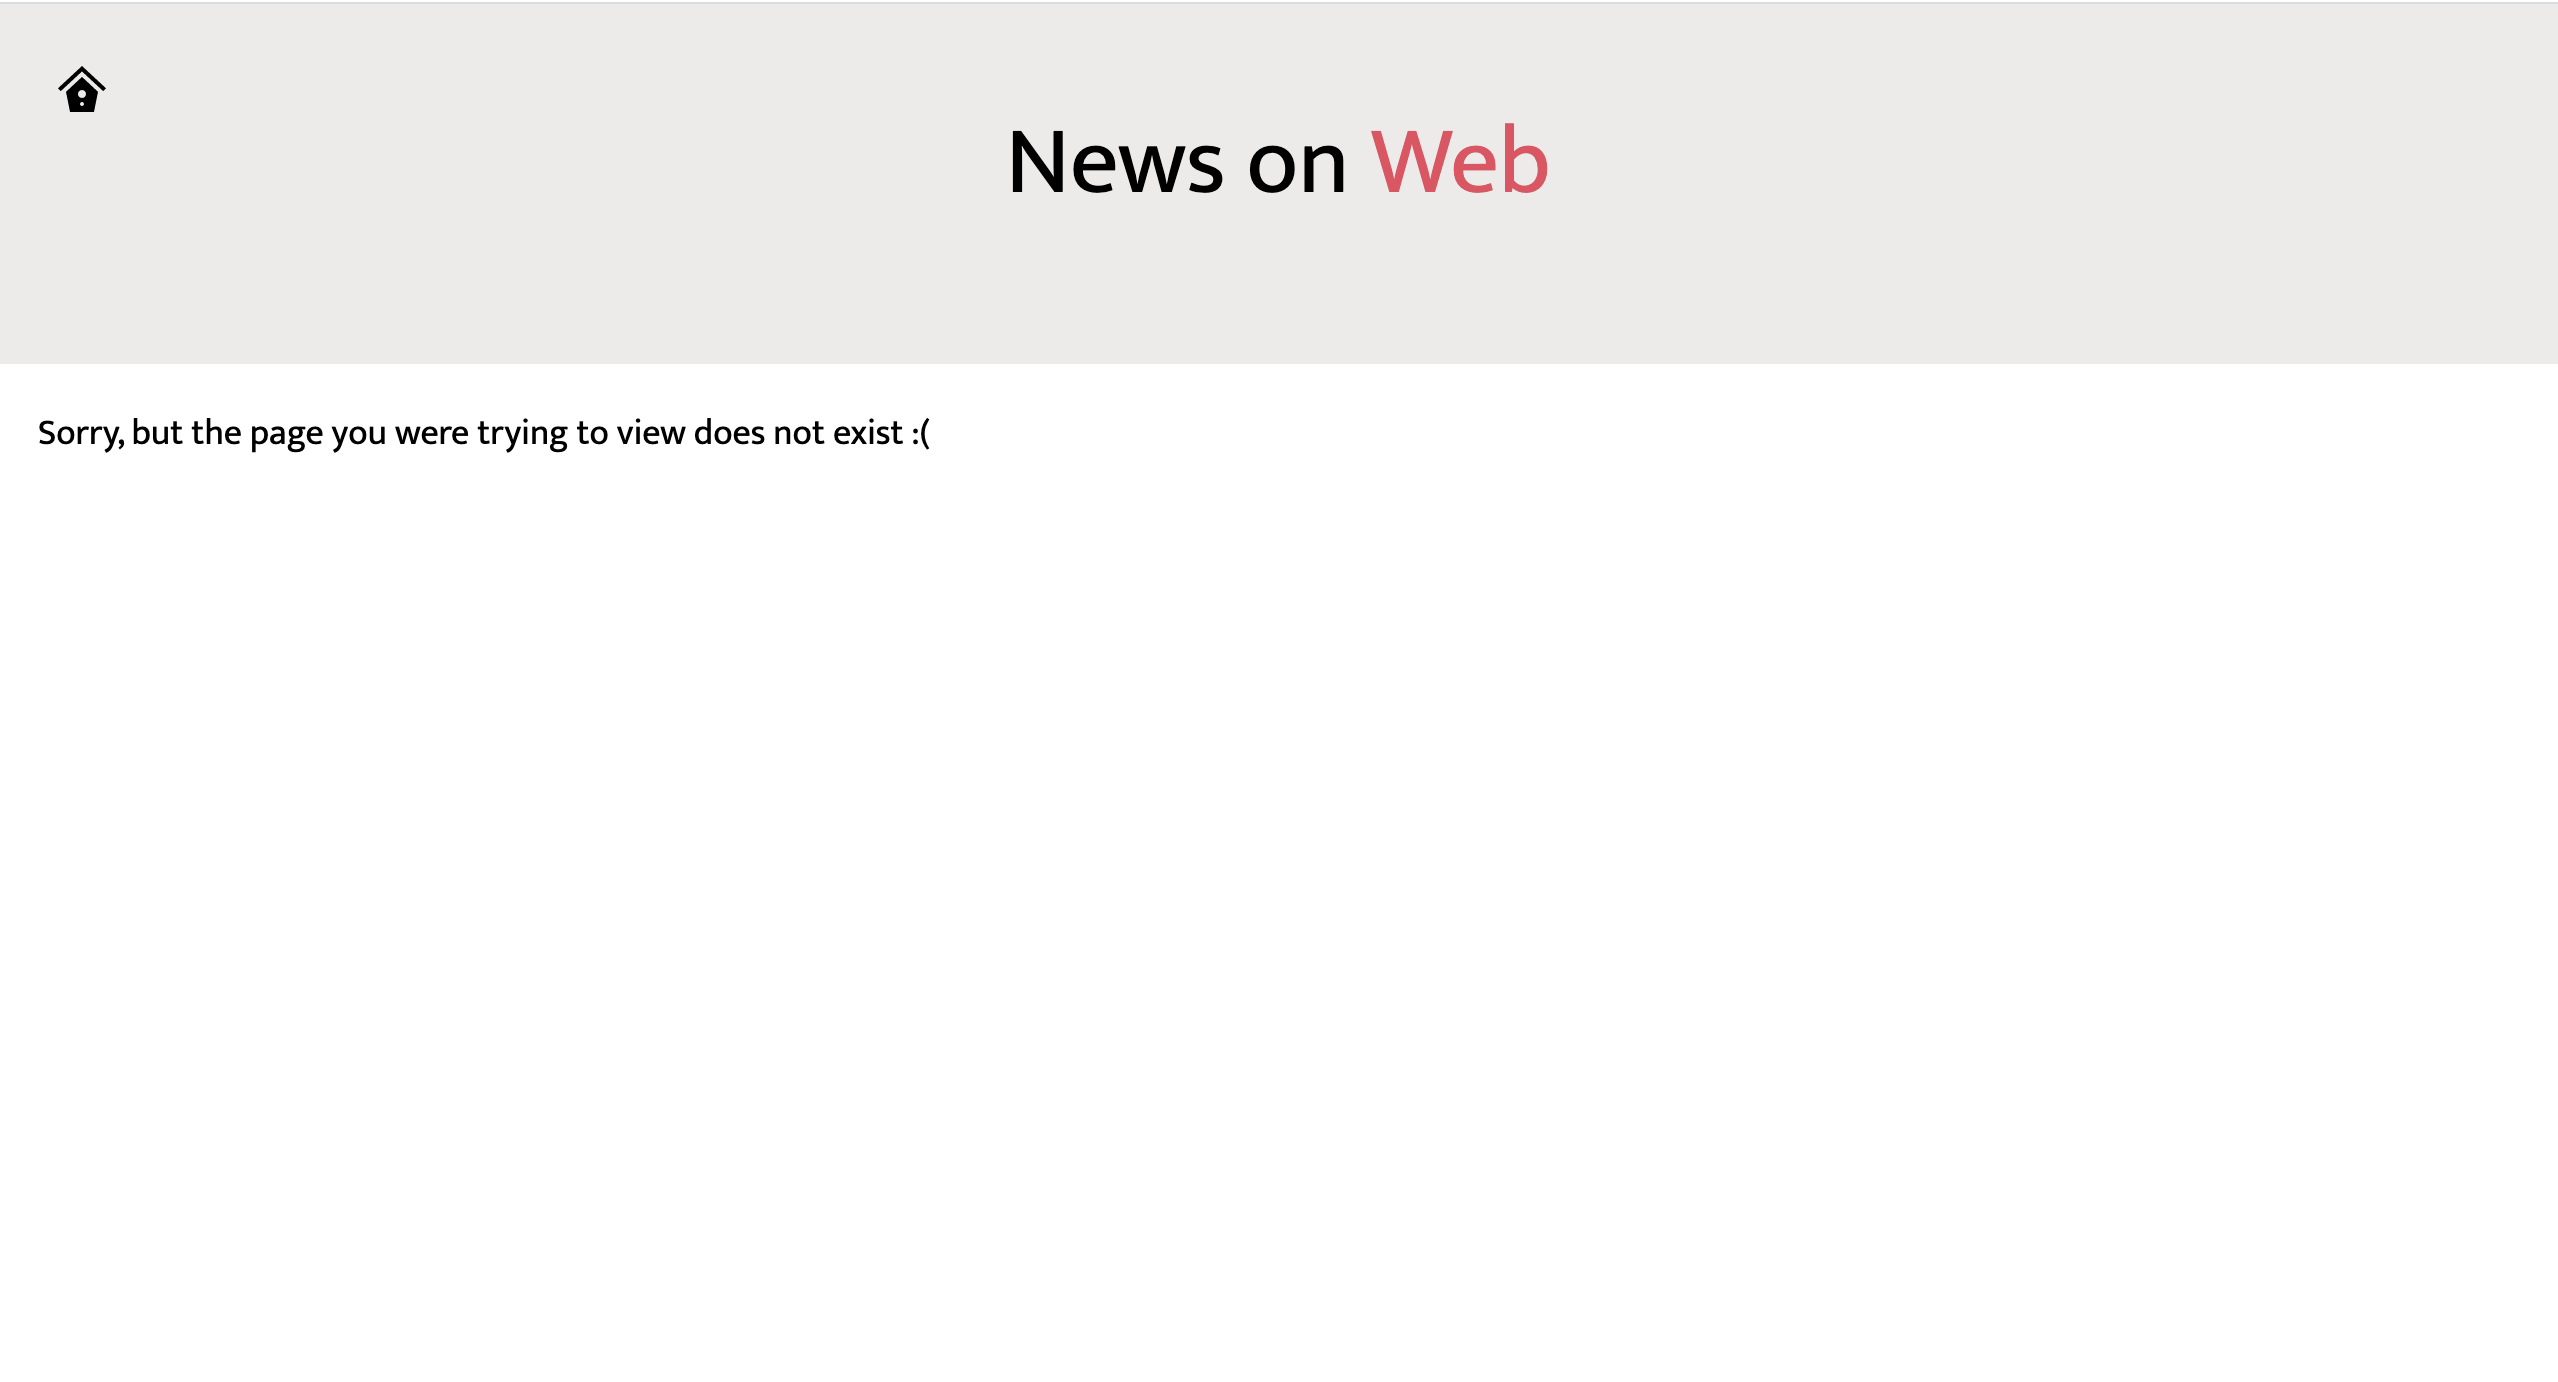 News on Web
Sorry, but the page you were trying to view does not exist :(